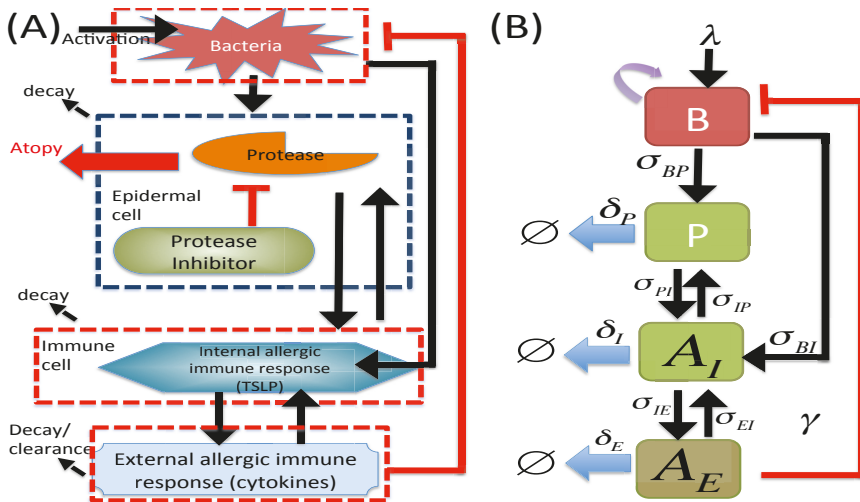 (A)
Activation
Bacteria
decay
Atopy
Protease
Epidermal
cell
Protease
Inhibitor
decay
Immune
cell
Internal allergic
immune response
(TSLP)
Decay/
clearance
External allergic immune
response (cytokines)
(B)
λ
B
σ_BP
δ_P
∅
P
σ_PI
σ_IP
δ_I
∅
A_I
σ_BI
σ_IE
σ_EI
γ
δ_E
∅
A_E